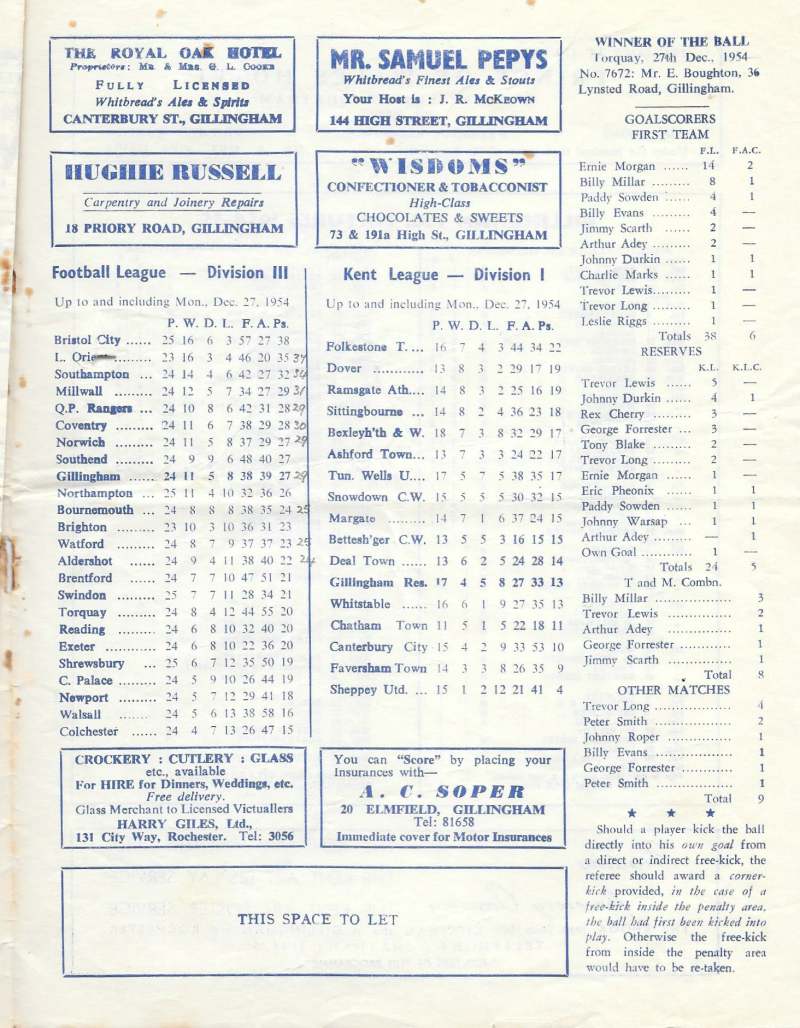 THE ROYAL OAK HOTEL
Proprietors: Mr. & Mrs. G. L. Cooks
FULLY LICENSED
Whitbread's Ales & Spirits
CANTERBURY ST., GILLINGHAM
MR. SAMUEL PEPYS
Whitbread's Finest Ales & Stouts
Your Host is : J. R. McKeown
144 HIGH STREET, GILLINGHAM
HUGHIE RUSSELL
Carpentry and Joinery Repairs
18 PRIORY ROAD, GILLINGHAM
"WISDOMS"
CONFECTIONER & TOBACCONIST
High-Class
CHOCOLATES & SWEETS
73 & 191a High St., GILLINGHAM
Football League — Division III
Up to and including Mon., Dec. 27, 1954
P. W. D. L. F. A. Ps.
Bristol City ...... 25 16 6 3 57 27 38
L. Orient ......... 23 16 3 4 46 20 35 37
Southampton ... 24 14 4 6 42 27 32 34
Millwall ......... 24 12 5 7 34 27 29 31
Q.P. Rangers ... 24 10 8 6 42 31 28 29
Coventry ......... 24 11 6 7 38 29 28 30
Norwich ......... 24 11 5 8 37 29 27 29
Southend ......... 24 9 9 6 48 40 27
Gillingham ...... 24 11 5 8 38 39 27 29
Northampton ... 25 11 4 10 32 36 26
Bournemouth ... 24 8 8 8 38 35 24 25
Brighton ......... 23 10 3 10 36 31 23
Watford ......... 24 8 7 9 37 37 23 25
Aldershot ...... 24 9 4 11 38 40 22 24
Brentford ...... 24 7 7 10 47 51 21
Swindon ......... 25 7 7 11 28 34 21
Torquay ......... 24 8 4 12 44 55 20
Reading ......... 24 6 8 10 32 40 20
Exeter ............ 24 6 8 10 22 36 20
Shrewsbury ... 25 6 7 12 35 50 19
C. Palace ......... 24 5 9 10 26 44 19
Newport ......... 24 5 7 12 29 41 18
Walsall ....... 24 5 6 13 38 58 16
Colchester ...... 24 4 7 13 26 47 15
Kent League — Division I
Up to and including Mon., Dec. 27, 1954
P. W. D. L. F. A. Ps.
Folkestone T. ... 16 7 4 3 44 34 22
Dover ............ 13 8 3 2 29 17 19
Ramsgate Ath.... 14 8 3 2 25 16 19
Sittingbourne ... 14 8 2 4 36 23 18
Bexleyh'th & W. 18 7 3 8 32 29 17
Ashford Town... 13 7 3 3 24 22 17
Tun. Wells U.... 17 5 7 5 38 35 17
Snowdown C.W. 15 5 5 5 30 32 15
Margate ......... 14 7 1 6 37 24 15
Bettesh'ger C.W. 13 5 5 3 16 15 15
Deal Town ...... 13 6 2 5 24 28 14
Gillingham Res. 17 4 5 8 27 33 13
Whitstable ...... 16 6 1 9 27 35 13
Chatham Town 11 5 1 5 22 18 11
Canterbury City 15 4 2 9 33 53 10
Faversham Town 14 3 3 8 26 35 9
Sheppey Utd. ... 15 1 2 12 21 41 4
CROCKERY : CUTLERY : GLASS
etc., available
For HIRE for Dinners, Weddings, etc.
Free delivery.
Glass Merchant to Licensed Victuallers
HARRY GILES, Ltd.,
131 City Way, Rochester. Tel: 3056
You can "Score" by placing your
Insurances with—
A. C. SOPER
20 ELMFIELD, GILLINGHAM
Tel: 81658
Immediate cover for Motor Insurances
THIS SPACE TO LET
WINNER OF THE BALL
Torquay, 27th Dec., 1954
No. 7672: Mr. E. Boughton, 36
Lynsted Road, Gillingham.
GOALSCORERS
FIRST TEAM
F.L. F.A.C.
Ernie Morgan ...... 14 2
Billy Millar ......... 8 1
Paddy Sowden ...... 4 1
Billy Evans ......... 4 —
Jimmy Scarth ...... 2 —
Arthur Adey ......... 2 —
Johnny Durkin ...... 1 1
Charlie Marks ...... 1 1
Trevor Lewis......... 1 —
Trevor Long ......... 1 —
Leslie Riggs ......... 1 —
Totals 38 6
RESERVES
K.L. K.L.C.
Trevor Lewis ...... 5 —
Johnny Durkin ...... 4 1
Rex Cherry ......... 3 —
George Forrester ... 3 —
Tony Blake ......... 2 —
Trevor Long ......... 2 —
Ernie Morgan ...... 1 —
Eric Pheonix ...... 1 1
Paddy Sowden ...... 1 1
Johnny Warsap ... 1 1
Arthur Adey ......... — 1
Own Goal ............ 1 —
Totals 24 5
T and M. Combn.
Billy Millar ............... 3
Trevor Lewis ............... 2
Arthur Adey ............... 1
George Forrester ............ 1
Jimmy Scarth ............... 1
Total 8
OTHER MATCHES
Trevor Long .................. 4
Peter Smith .................. 2
Johnny Roper ............... 1
Billy Evans .................. 1
George Forrester ............ 1
Peter Smith .................. 1
Total 9
★ ★ ★
Should a player kick the ball
directly into his own goal from
a direct or indirect free-kick, the
referee should award a corner-
kick provided, in the case of a
free-kick inside the penalty area,
the ball had first been kicked into
play. Otherwise the free-kick
from inside the penalty area
would have to be re-taken.